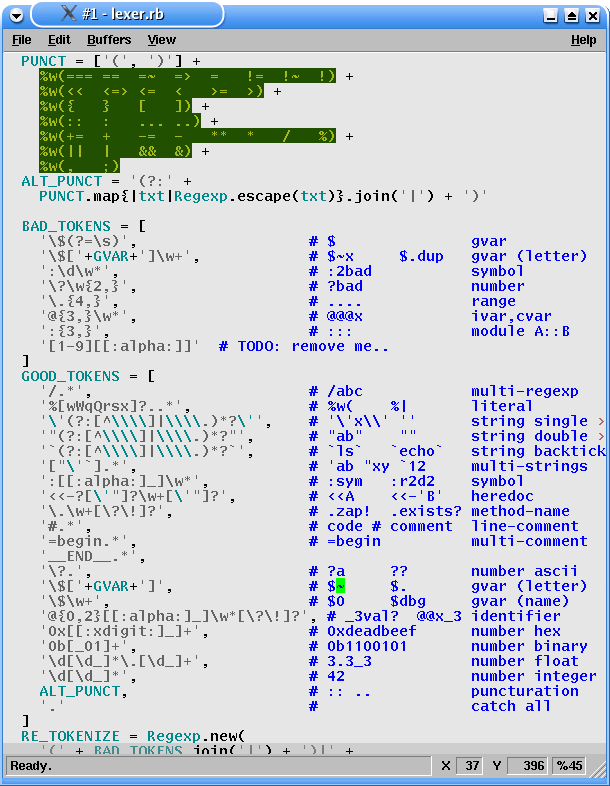 #1 - lexer.rb
File Edit Buffers View Help
PUNCT = ['(', ')'] +
%w(=== == =~ => = != !~ !) +
%w(<< <=> <= < >= >) +
%w({ } [ ]) +
%w(:: : ... ..) +
%w(+= + -= - ** * / %) +
%w(|| | && &) +
%w(, ;)
ALT_PUNCT = '(?:' +
PUNCT.map{|txt|Regexp.escape(txt)}.join('|') + ')'
BAD_TOKENS = [
'\$(?=\s)', # $ gvar
'\$['+GVAR+']\w+', # $~x $.dup gvar (letter)
':\d\w*', # :2bad symbol
'\?\w{2,}', # ?bad number
'\.{4,}', # .... range
'@{3,}\w*', # @@@x ivar,cvar
':{3,}', # ::: module A::B
'[1-9][[:alpha:]]' # TODO: remove me..
]
GOOD_TOKENS = [
'/.*', # /abc multi-regexp
'%[wWqQrsx]?..*', # %w( %| literal
'\'(?:[^\\\\]|\\\\.)*?\'', # '\'x\\' '' string single >
'"(?:[^\\\\]|\\\\.)*?"', # "ab" "" string double >
'`(?:[^\\\\]|\\\\.)*?`', # `ls` `echo` string backtick
'["\'`].*', # 'ab "xy `12 multi-strings
':[[:alpha:]_]\w*', # :sym :r2d2 symbol
'<<-?[\'"]?\w+[\'"]?', # <<A <<-'B' heredoc
'\.\w+[\?\!]?', # .zap! .exists? method-name
'#.*', # code # comment line-comment
'=begin.*', # =begin multi-comment
'__END__.*',
'\?.', # ?a ?? number ascii
'\$['+GVAR+']', # $~ $. gvar (letter)
'\$\w+', # $0 $dbg gvar (name)
'@{0,2}[[:alpha:]_]\w*[\?\!]?', # _3val? @@x_3 identifier
'0x[[:xdigit:]_]+', # 0xdeadbeef number hex
'0b[_01]+', # 0b1100101 number binary
'\d[\d_]*\.[\d_]+', # 3.3_3 number float
'\d[\d_]*', # 42 number integer
ALT_PUNCT, # :: .. puncturation
'.' # catch all
]
RE_TOKENIZE = Regexp.new(
'(' + BAD_TOKENS.join('|') + ')|' +
Ready. X 37 Y 396 %45